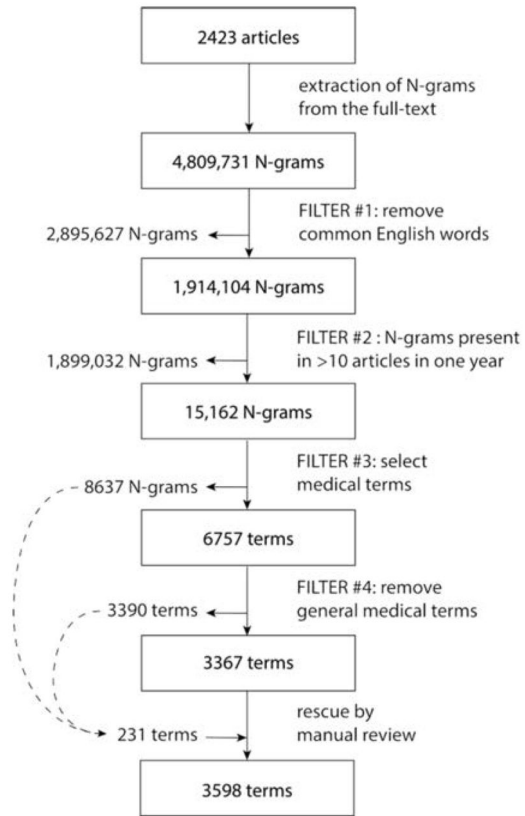 2423 articles
extraction of N-grams
from the full-text
4,809,731 N-grams
FILTER #1: remove
common English words
2,895,627 N-grams
1,914,104 N-grams
FILTER #2 : N-grams present
in >10 articles in one year
1,899,032 N-grams
15,162 N-grams
FILTER #3: select
medical terms
8637 N-grams
6757 terms
FILTER #4: remove
general medical terms
3390 terms
3367 terms
rescue by
manual review
231 terms
3598 terms